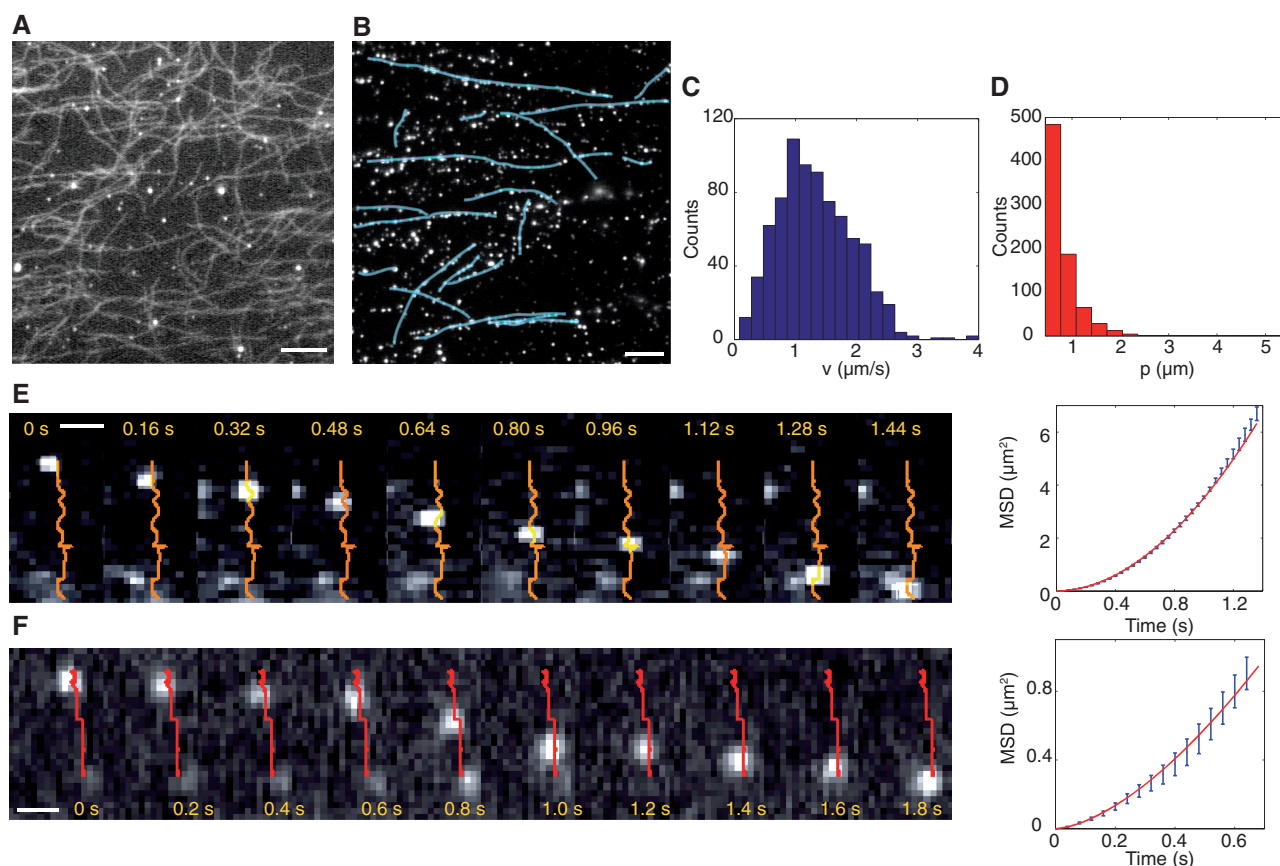 A
B
C
D
120
80
40
0
Counts
0 1 2 3 4
v (µm/s)
500
400
300
200
100
0
Counts
1 2 3 4 5
p (µm)
E
0 s 0.16 s 0.32 s 0.48 s 0.64 s 0.80 s 0.96 s 1.12 s 1.28 s 1.44 s
6
4
2
0
MSD (µm²)
0 0.4 0.8 1.2
Time (s)
F
0 s 0.2 s 0.4 s 0.6 s 0.8 s 1.0 s 1.2 s 1.4 s 1.6 s 1.8 s
0.8
0.4
0
MSD (µm²)
0 0.2 0.4 0.6
Time (s)